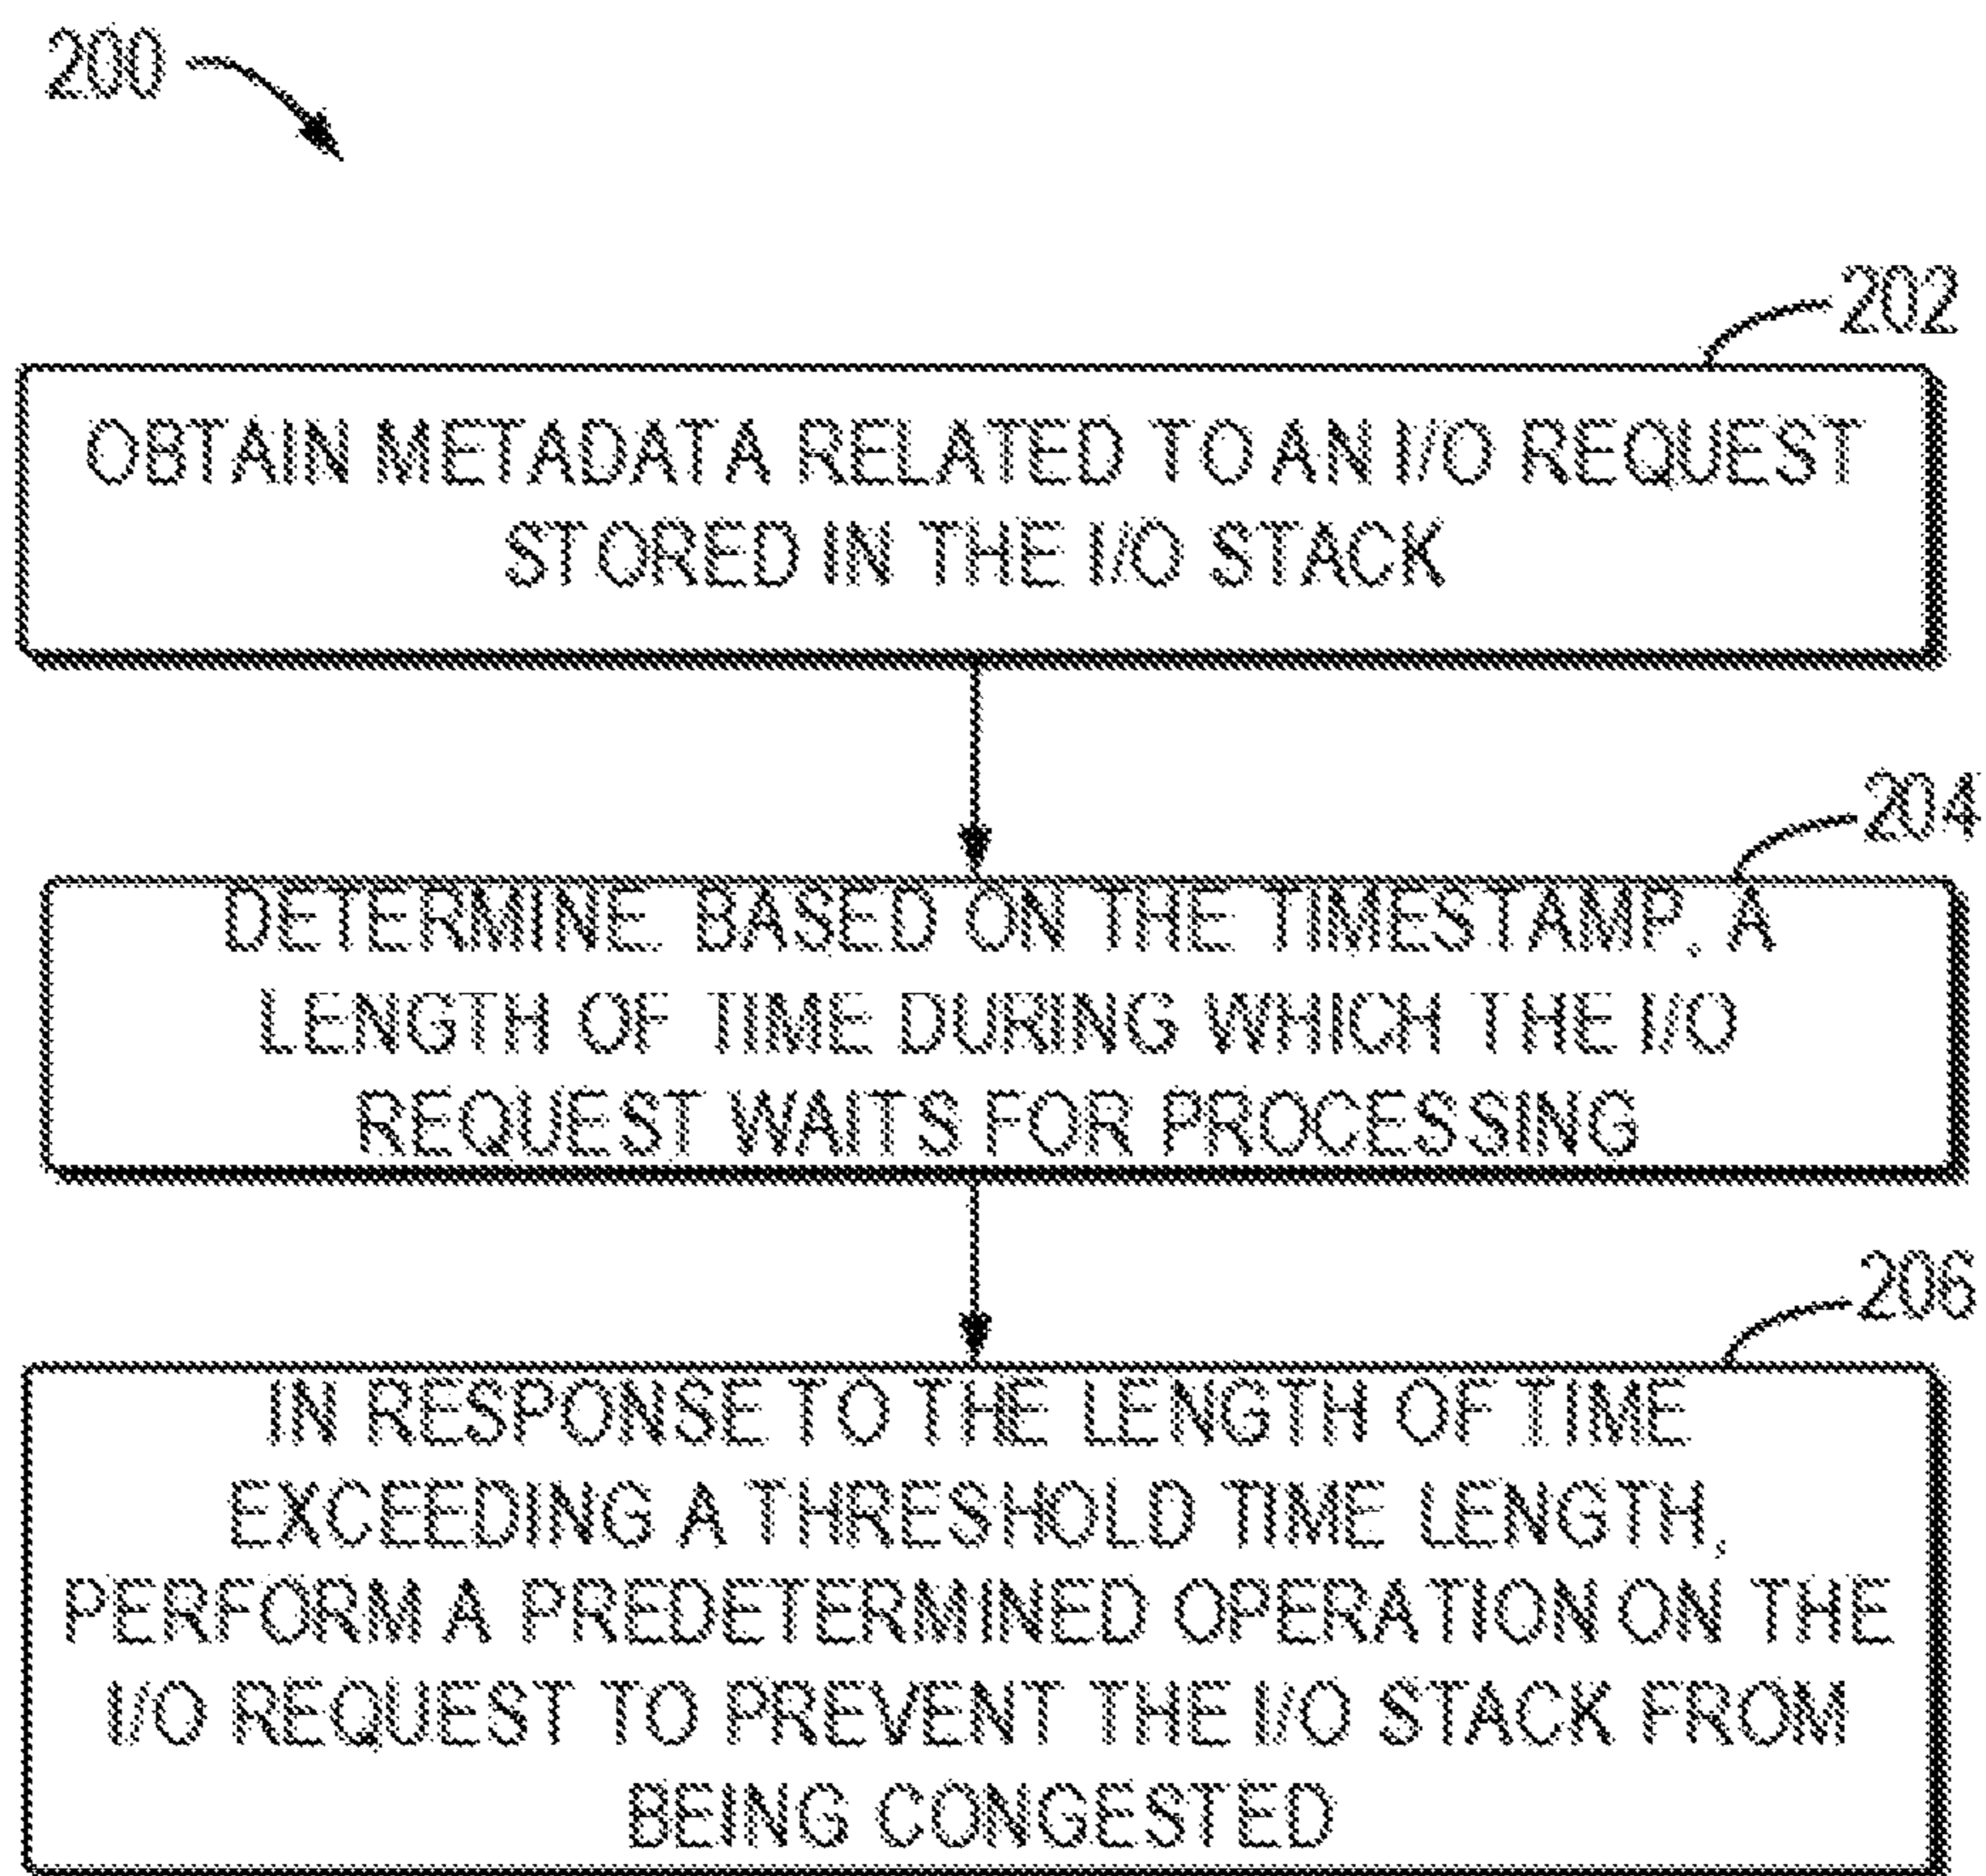 200
202
OBTAIN METADATA RELATED TO AN I/O REQUEST
STORED IN THE I/O STACK
204
DETERMINE BASED ON THE TIMESTAMP, A
LENGTH OF TIME DURING WHICH THE I/O
REQUEST WAITS FOR PROCESSING
206
IN RESPONSE TO THE LENGTH OF TIME
EXCEEDING A THRESHOLD TIME LENGTH,
PERFORM A PREDETERMINED OPERATION ON THE
I/O REQUEST TO PREVENT THE I/O STACK FROM
BEING CONGESTED